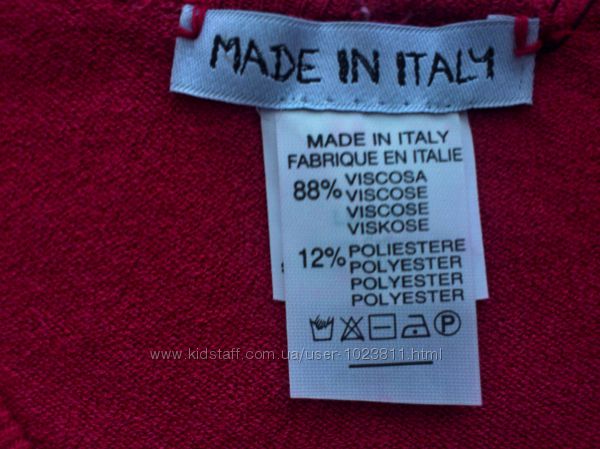 MADE IN ITALY
MADE IN ITALY
FABRIQUE EN ITALIE
88% VISCOSA
VISCOSE
VISCOSE
VISKOSE
12% POLIESTERE
POLYESTER
POLYESTER
POLYESTER
P
www.kidstaff.com.ua/user-1023811.html